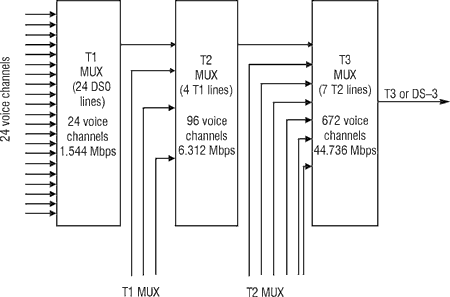 24 voice channels
T1
MUX
(24 DS0
lines)
24 voice
channels
1.544 Mbps
T2
MUX
(4 T1 lines)
96 voice
channels
6.312 Mbps
T3
MUX
(7 T2 lines)
672 voice
channels
44.736 Mbps
T3 or DS–3
T1 MUX
T2 MUX